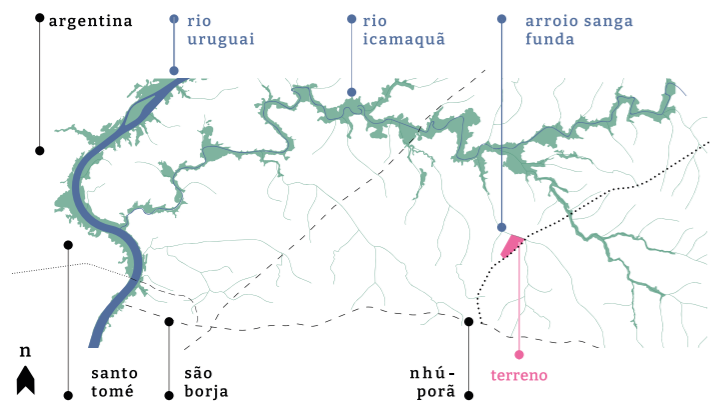 argentina
rio
uruguai
rio
icamaquã
arroio sanga
funda
n
santo
tomé
são
borja
nhú-
porã
terreno